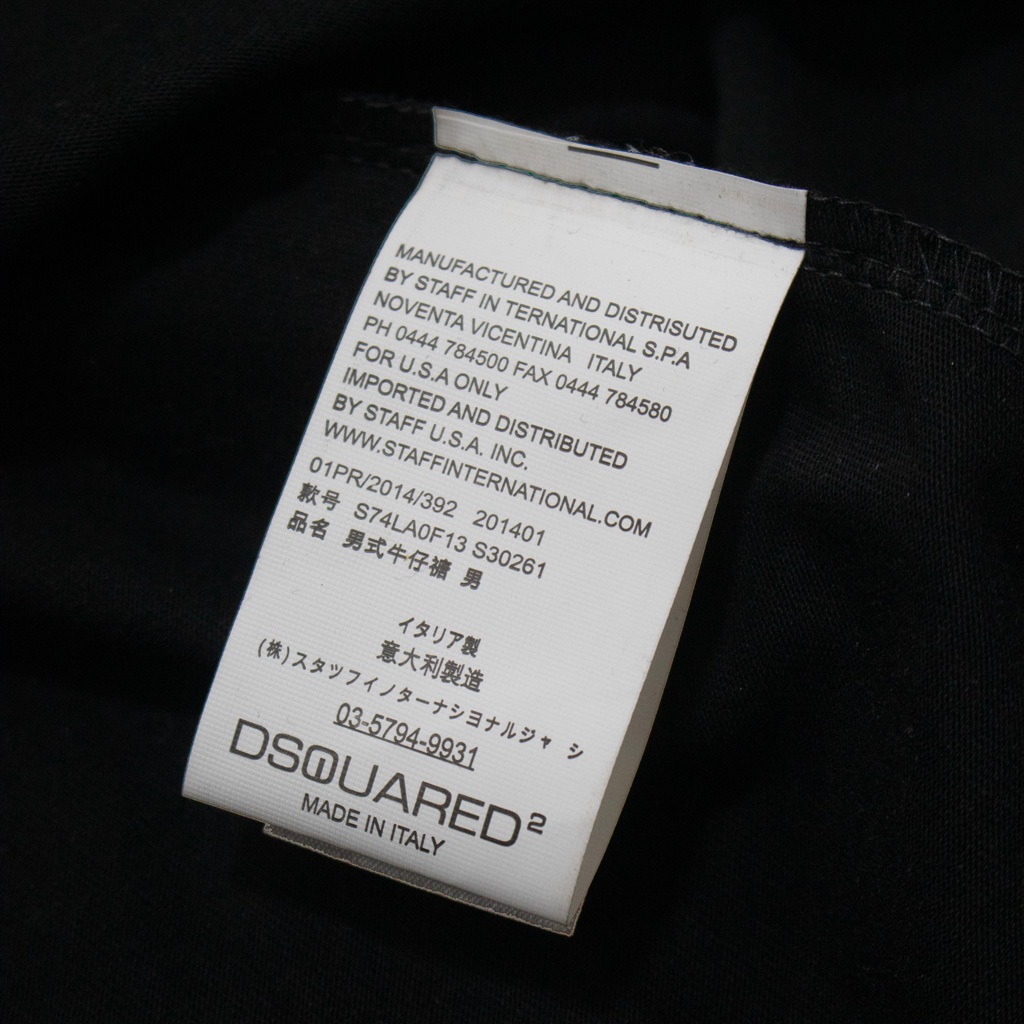 MANUFACTURED AND DISTRISUTED
BY STAFF IN TERNATIONAL S.P.A
NOVENTA VICENTINA ITALY
PH 0444 784500 FAX 0444 784580
FOR U.S.A ONLY
IMPORTED AND DISTRIBUTED
BY STAFF U.S.A. INC.
WWW.STAFFINTERNATIONAL.COM
01PR/2014/392 201401
款号 S74LA0F13 S30261
品名 男式牛仔褲 男
イタリア製
意大利製造
(株)スタツフィノターナシヨナルジャ シ
03-5794-9931
DSQUARED²
MADE IN ITALY